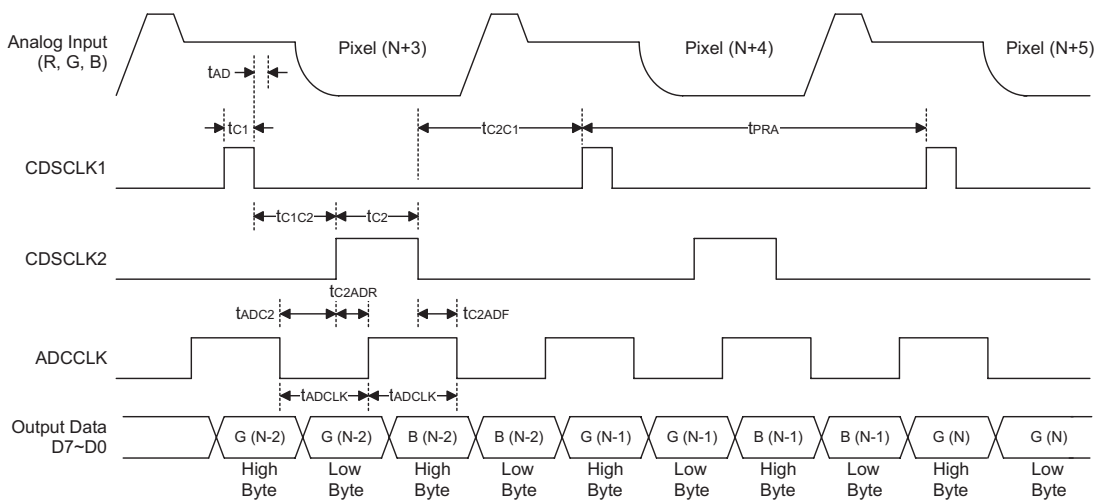 Analog Input
(R, G, B)
Pixel (N+3)
Pixel (N+4)
Pixel (N+5)
tAD
tC1
tC2C1
tPRA
CDSCLK1
tC1C2
tC2
CDSCLK2
tC2ADR
tADC2
tC2ADF
ADCCLK
tADCLK
tADCLK
Output Data
D7~D0
G (N-2)
G (N-2)
B (N-2)
B (N-2)
G (N-1)
G (N-1)
B (N-1)
B (N-1)
G (N)
G (N)
High
Byte
Low
Byte
High
Byte
Low
Byte
High
Byte
Low
Byte
High
Byte
Low
Byte
High
Byte
Low
Byte